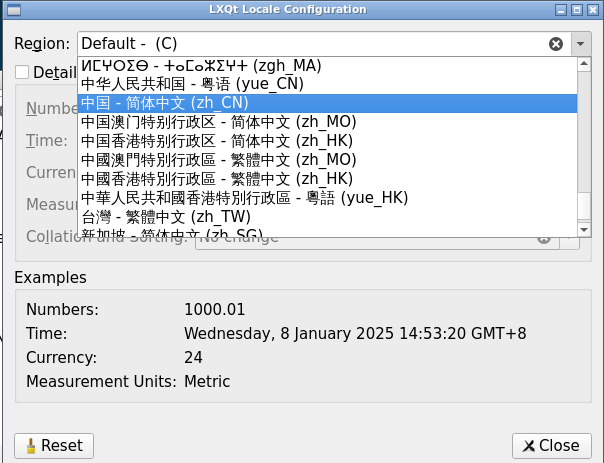 LXQt Locale Configuration
Region: Default - (C)
ⵍⵎⵖⵔⵉⴱ - ⵜⴰⵎⴰⵣⵉⵖⵜ (zgh_MA)
Detail
中华人民共和国 - 粤语 (yue_CN)
中国 - 简体中文 (zh_CN)
Numbe
中国澳门特别行政区 - 简体中文 (zh_MO)
Time:
中国香港特别行政区 - 简体中文 (zh_HK)
中國澳門特別行政區 - 繁體中文 (zh_MO)
Curren
中國香港特別行政區 - 繁體中文 (zh_HK)
中華人民共和國香港特別行政區 - 粵語 (yue_HK)
Measur
台灣 - 繁體中文 (zh_TW)
新加坡 - 简体中文 (zh_SG)
Collation and Sorting: No change
Examples
Numbers: 1000.01
Time: Wednesday, 8 January 2025 14:53:20 GMT+8
Currency: 24
Measurement Units: Metric
Reset
Close